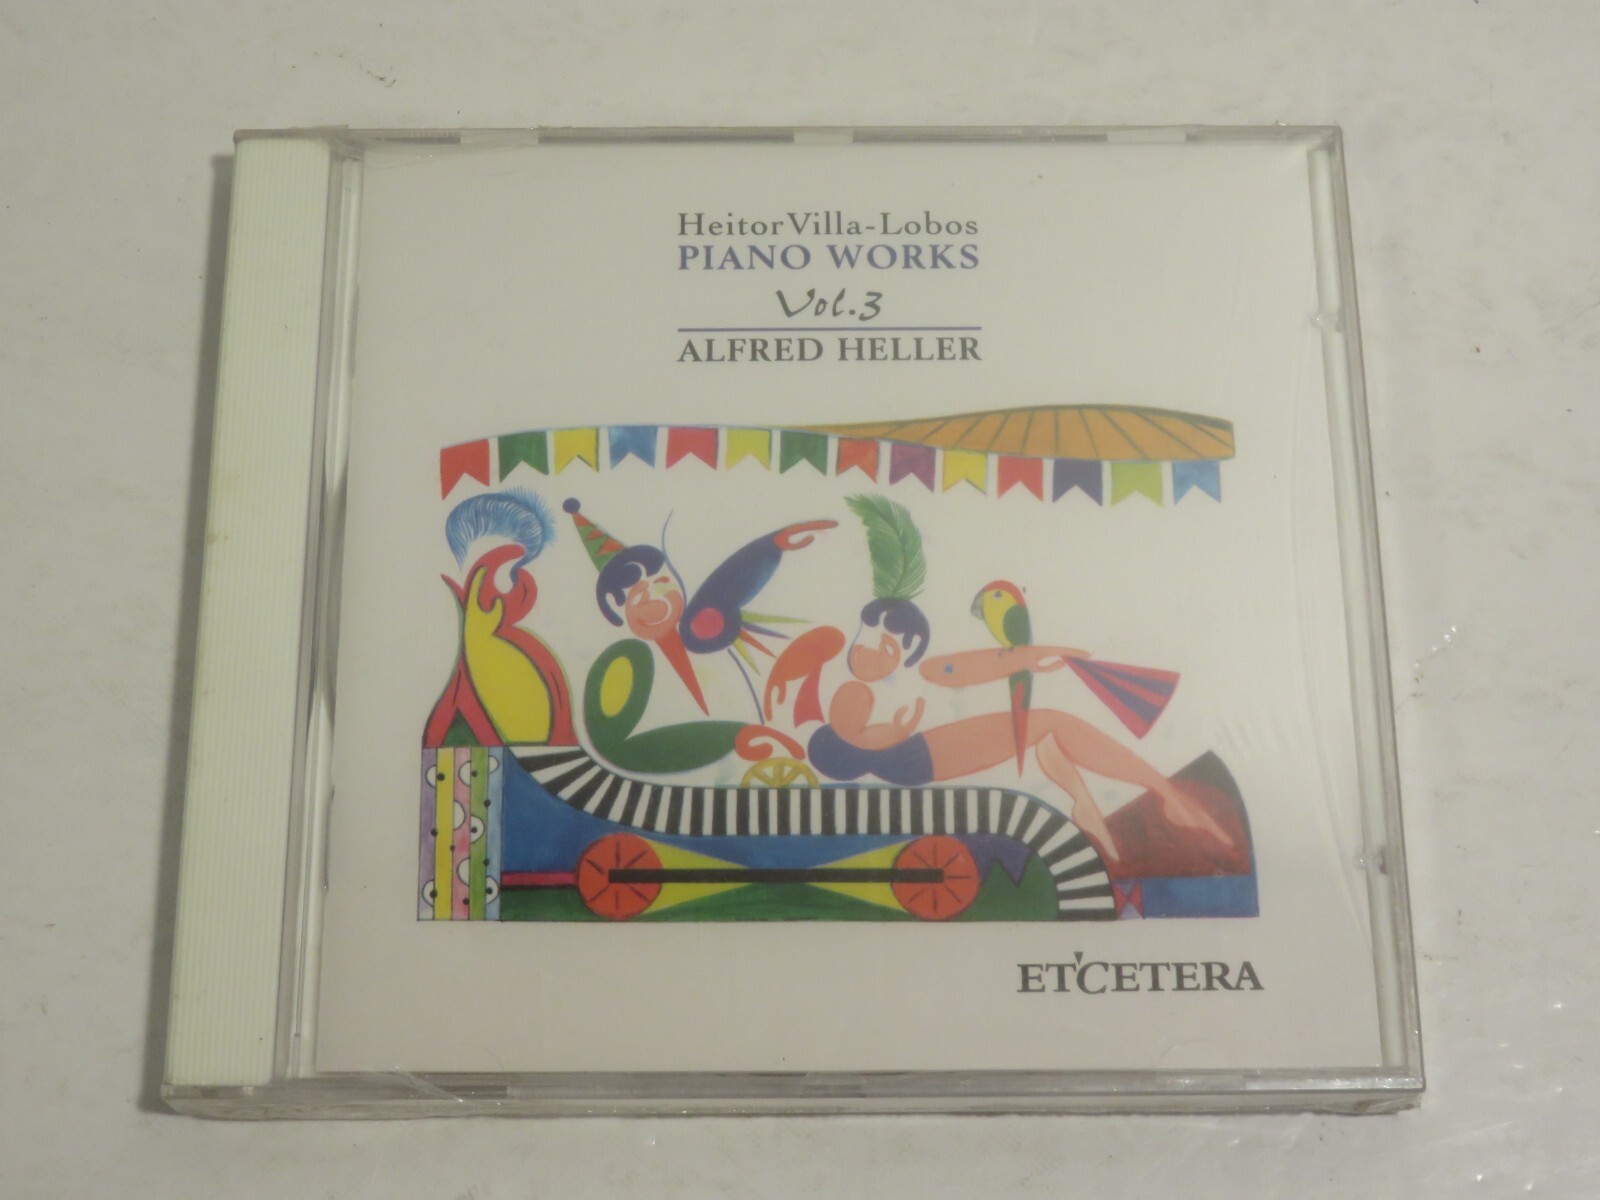 Heitor Villa-Lobos
PIANO WORKS
Vol.3
ALFRED HELLER
ET'CETERA